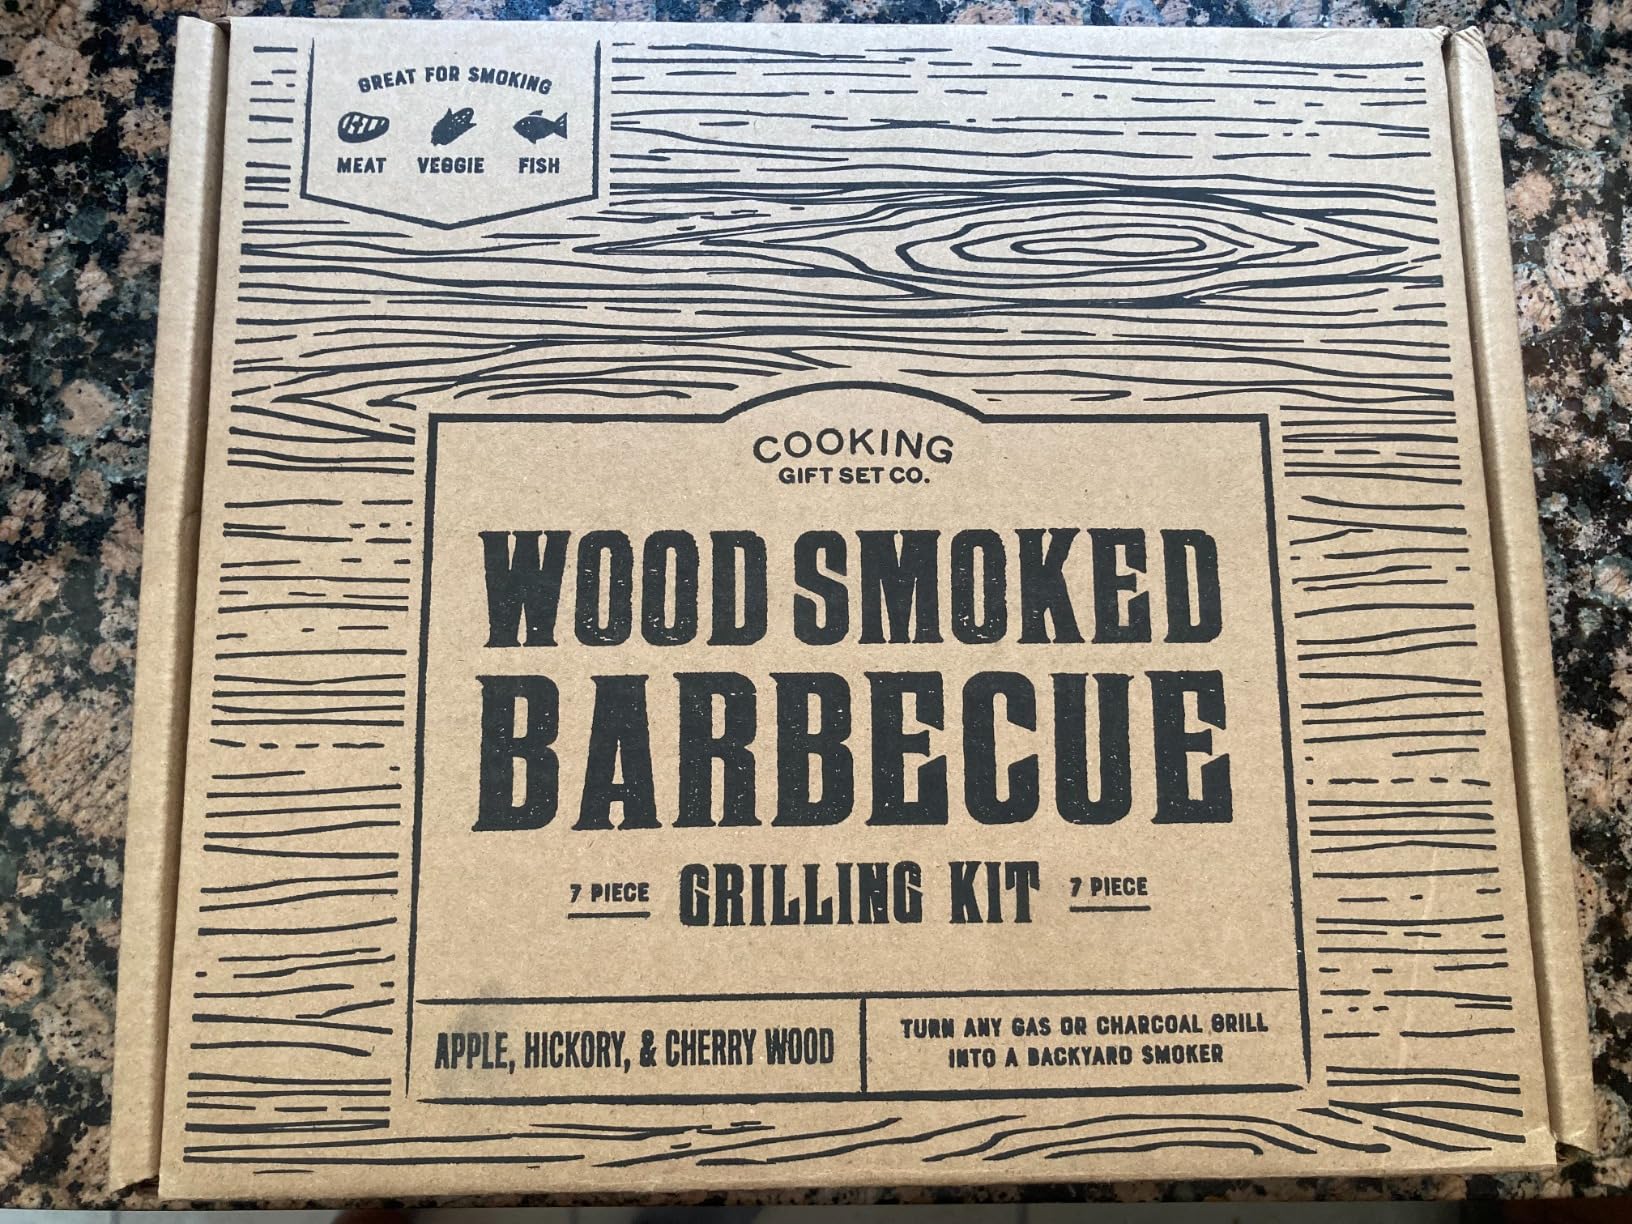 GREAT FOR SMOKING
MEAT VEGGIE FISH
COOKING
GIFT SET CO.
WOOD SMOKED
BARBECUE
7 PIECE GRILLING KIT 7 PIECE
APPLE, HICKORY, & CHERRY WOOD
TURN ANY GAS OR CHARCOAL GRILL
INTO A BACKYARD SMOKER